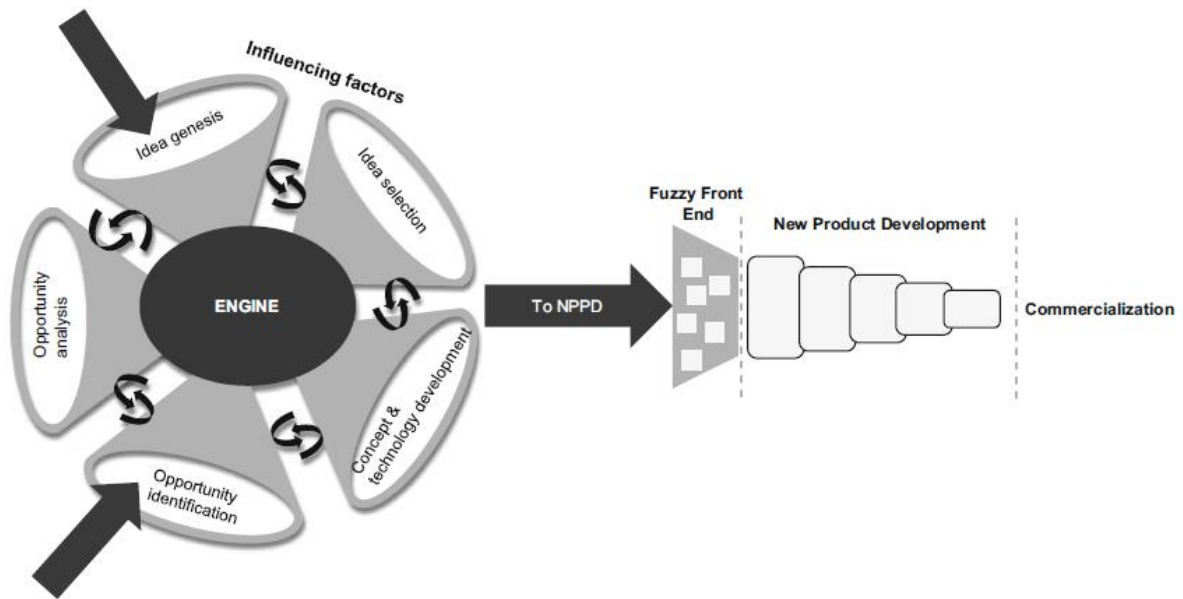 Influencing factors
Idea genesis
Idea selection
Opportunity
analysis
ENGINE
Concept &
technology development
Opportunity
identification
To NPPD
Fuzzy Front
End
New Product Development
Commercialization